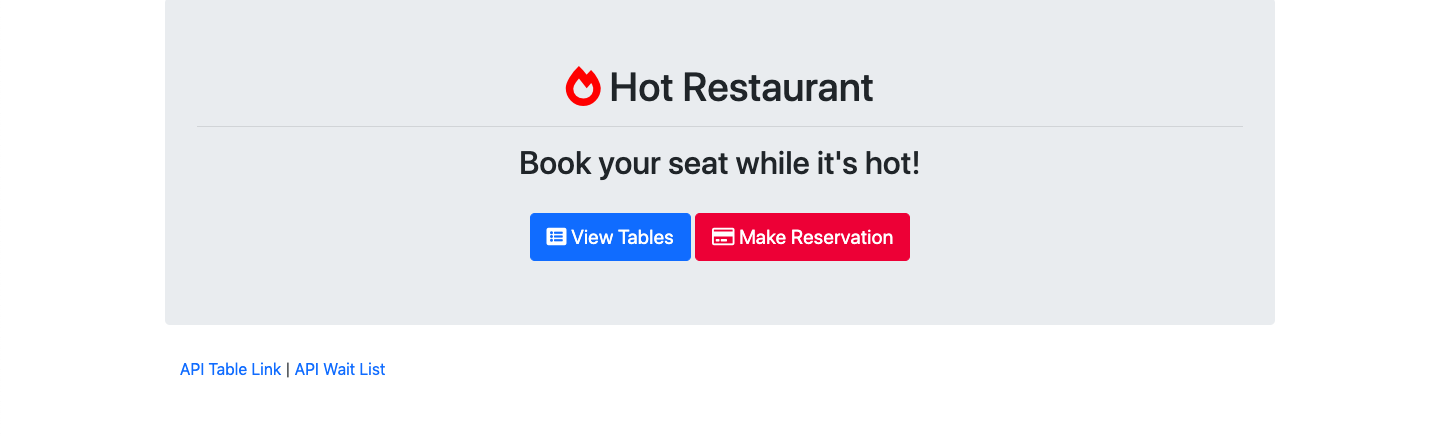 Hot Restaurant
Book your seat while it's hot!
View Tables Make Reservation
API Table Link | API Wait List